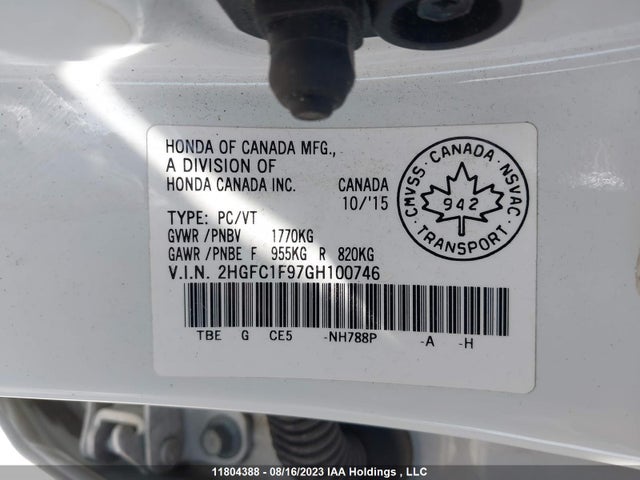 HONDA OF CANADA MFG.,
A DIVISION OF
HONDA CANADA INC. CANADA
10/'15
TYPE: PC/VT
GVWR/PNBV 1770KG
GAWR/PNBE F 955KG R 820KG
V.I.N. 2HGFC1F97GH100746
TBE G CE5 -NH788P -A -H
CMVSS · CANADA · NSVAC
942
TRANSPORT
11804388 - 08/16/2023 IAA Holdings , LLC